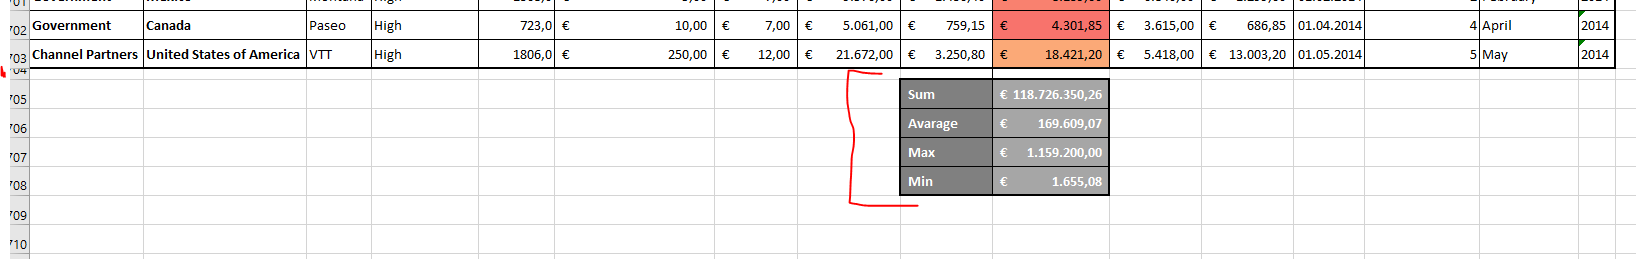 702 Government Canada Paseo High 723,0 € 10,00 € 7,00 € 5.061,00 € 759,15 € 4.301,85 € 3.615,00 € 686,85 01.04.2014 4 April 2014
703 Channel Partners United States of America VTT High 1806,0 € 250,00 € 12,00 € 21.672,00 € 3.250,80 € 18.421,20 € 5.418,00 € 13.003,20 01.05.2014 5 May 2014
705 Sum € 118.726.350,26
706 Avarage € 169.609,07
707 Max € 1.159.200,00
708 Min € 1.655,08
709
710